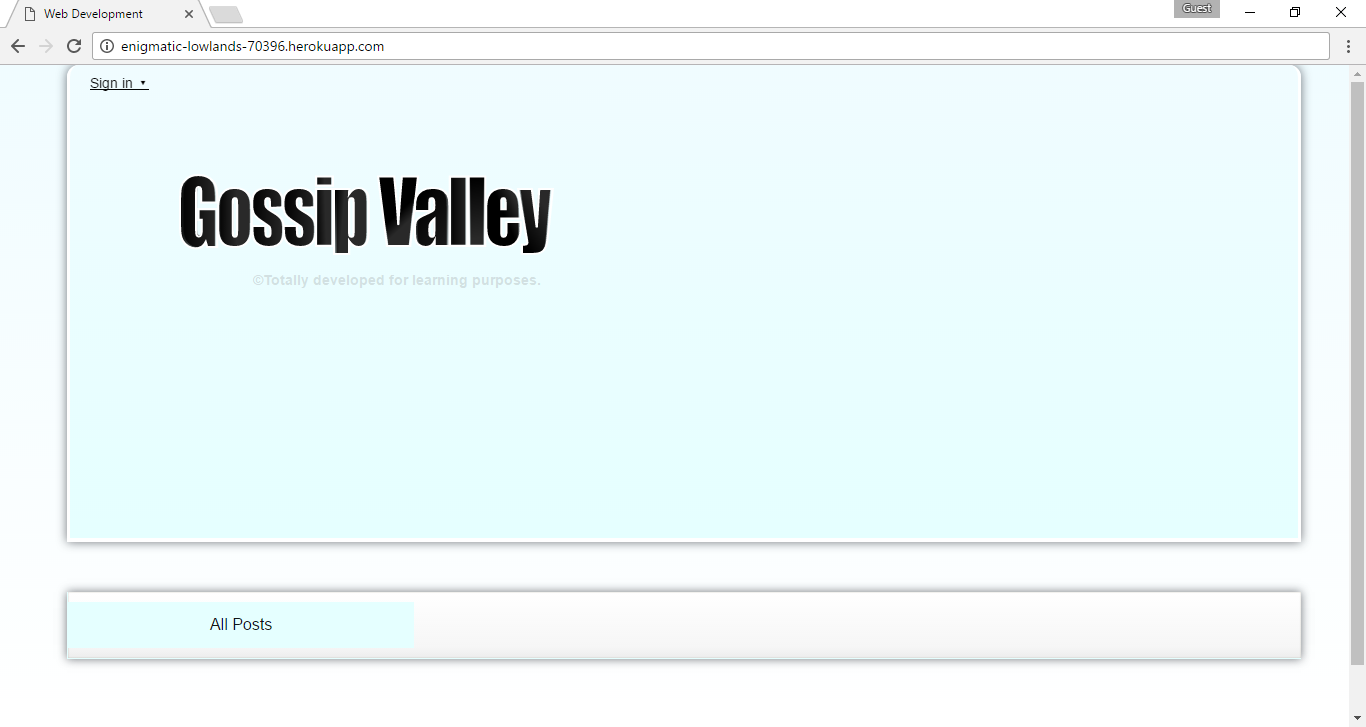 Web Development
Guest
enigmatic-lowlands-70396.herokuapp.com
Sign in ▾
Gossip Valley
©Totally developed for learning purposes.
All Posts